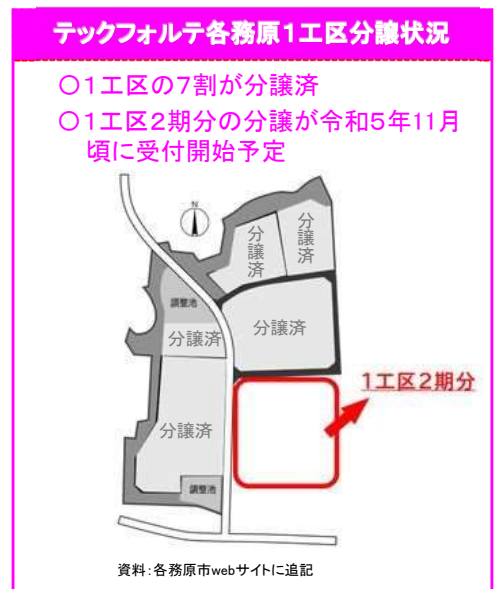 テックフォルテ各務原1工区分譲状況
○1工区の7割が分譲済
○1工区2期分の分譲が令和5年11月
頃に受付開始予定
N
分譲済
分譲済
調整池
分譲済
分譲済
1工区2期分
分譲済
調整池
資料:各務原市webサイトに追記